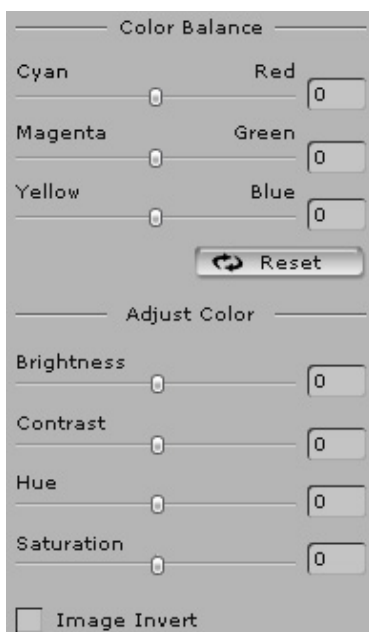 Color Balance
Cyan Red
0
Magenta Green
0
Yellow Blue
0
Reset
Adjust Color
Brightness
0
Contrast
0
Hue
0
Saturation
0
Image Invert